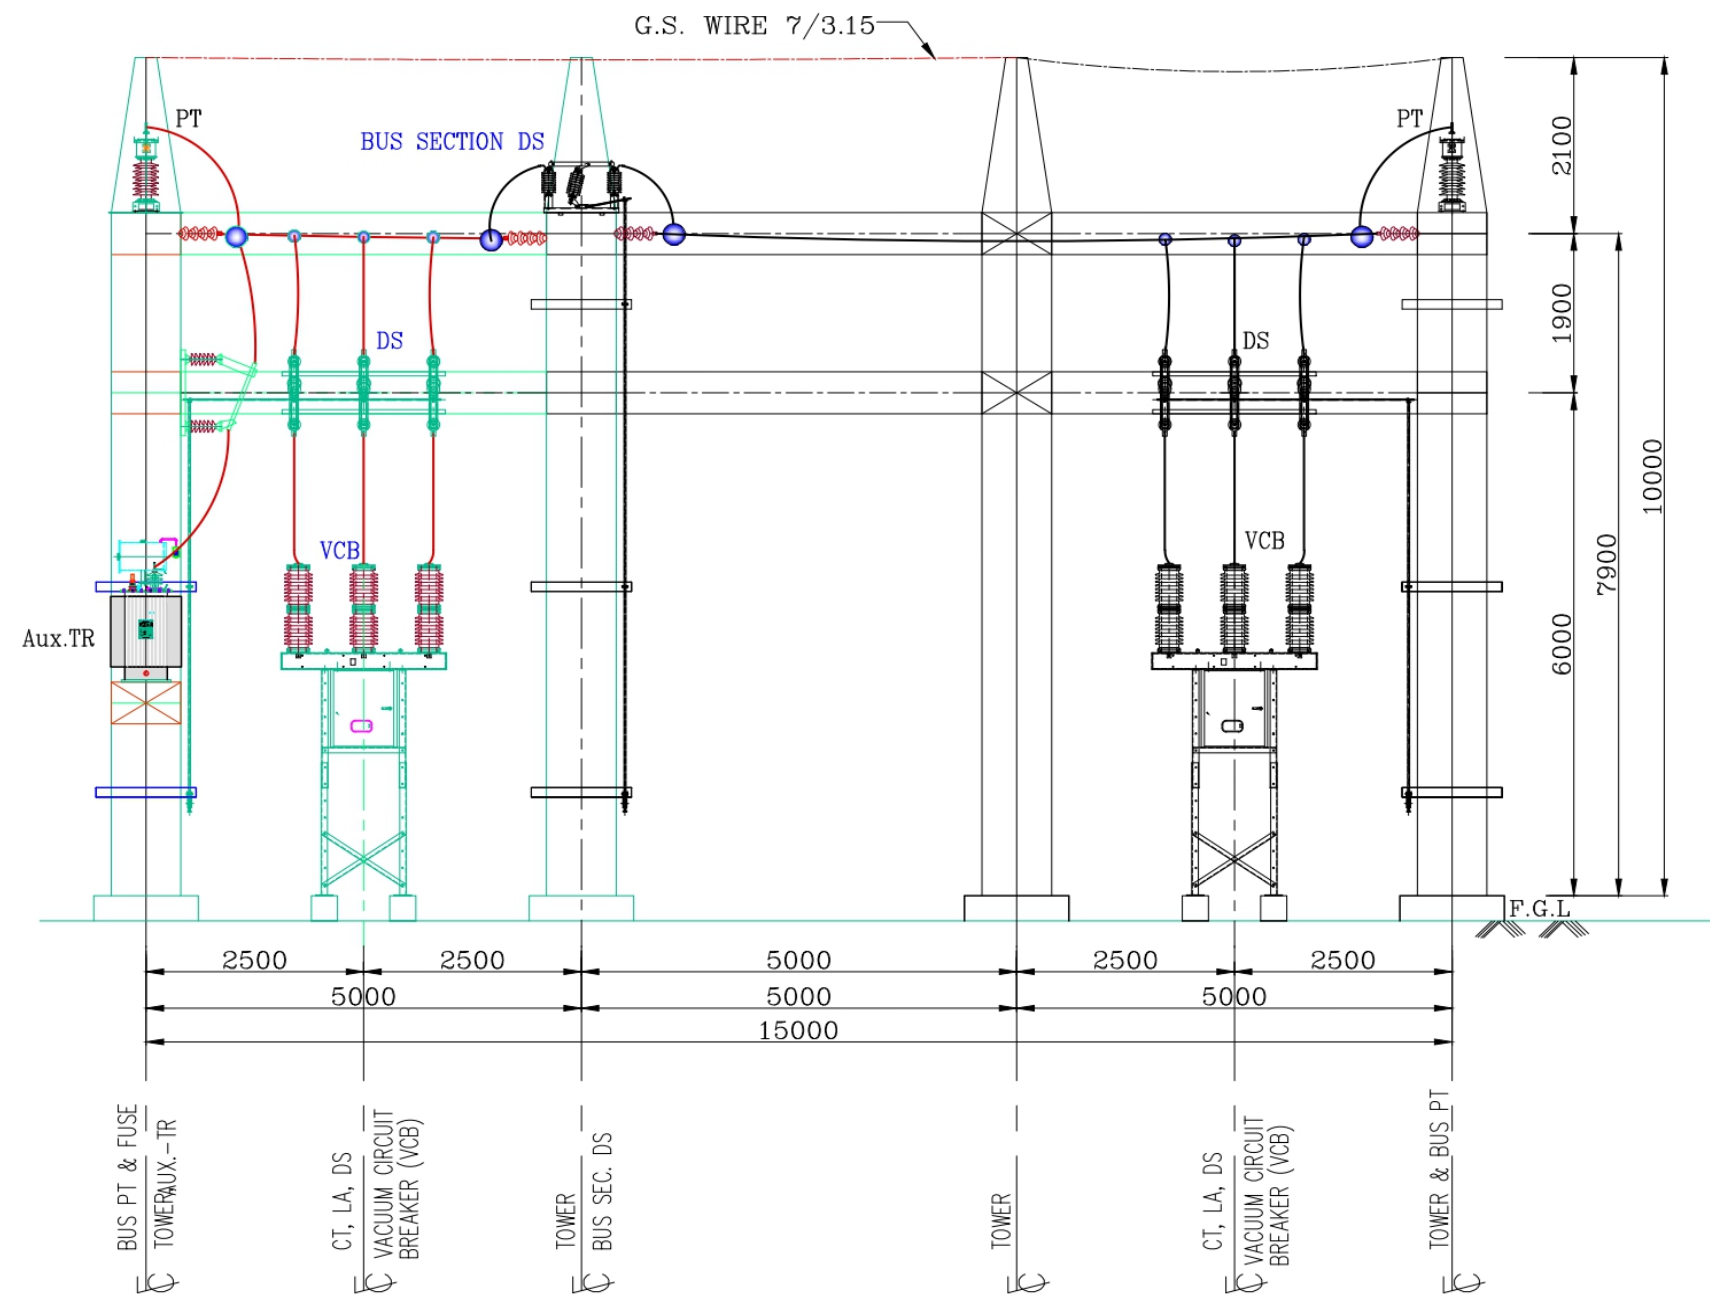 G.S. WIRE 7/3.15
PT
BUS SECTION DS
PT
2100
DS
DS
1900
10000
VCB
VCB
7900
Aux.TR
6000
F.G.L
2500
2500
5000
2500
2500
5000
5000
5000
15000
BUS PT & FUSE
TOWER,AUX.-TR
CT, LA, DS
VACUUM CIRCUIT
BREAKER (VCB)
TOWER
BUS SEC. DS
TOWER
CT, LA, DS
VACUUM CIRCUIT
BREAKER (VCB)
TOWER & BUS PT